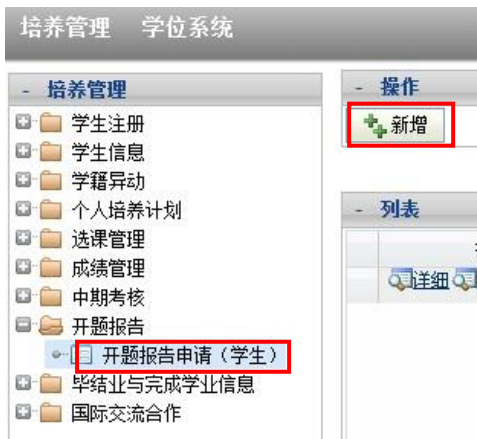 培养管理 学位系统
- 培养管理
学生注册
学生信息
学籍异动
个人培养计划
选课管理
成绩管理
中期考核
开题报告
开题报告申请（学生）
毕结业与完成学业信息
国际交流合作
- 操作
新增
- 列表
详细